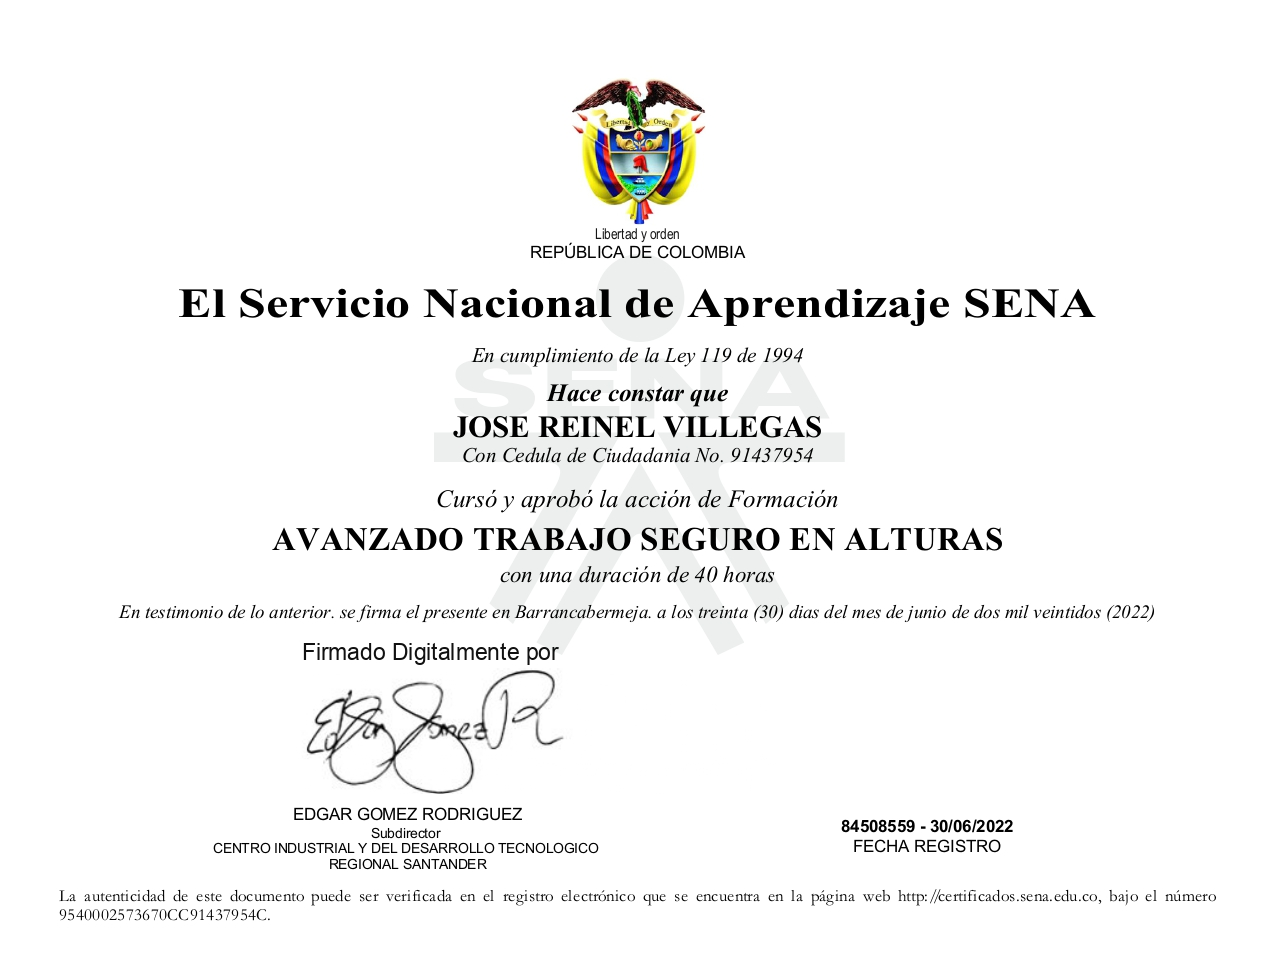 Libertad y Orden
Libertad y orden
REPÚBLICA DE COLOMBIA
El Servicio Nacional de Aprendizaje SENA
En cumplimiento de la Ley 119 de 1994
SENA
Hace constar que
JOSE REINEL VILLEGAS
Con Cedula de Ciudadania No. 91437954
Cursó y aprobó la acción de Formación
AVANZADO TRABAJO SEGURO EN ALTURAS
con una duración de 40 horas
En testimonio de lo anterior. se firma el presente en Barrancabermeja. a los treinta (30) dias del mes de junio de dos mil veintidos (2022)
Firmado Digitalmente por
Edgar Gomez R
EDGAR GOMEZ RODRIGUEZ
Subdirector
CENTRO INDUSTRIAL Y DEL DESARROLLO TECNOLOGICO
REGIONAL SANTANDER
84508559 - 30/06/2022
FECHA REGISTRO
La autenticidad de este documento puede ser verificada en el registro electrónico que se encuentra en la página web http://certificados.sena.edu.co, bajo el número
9540002573670CC91437954C.